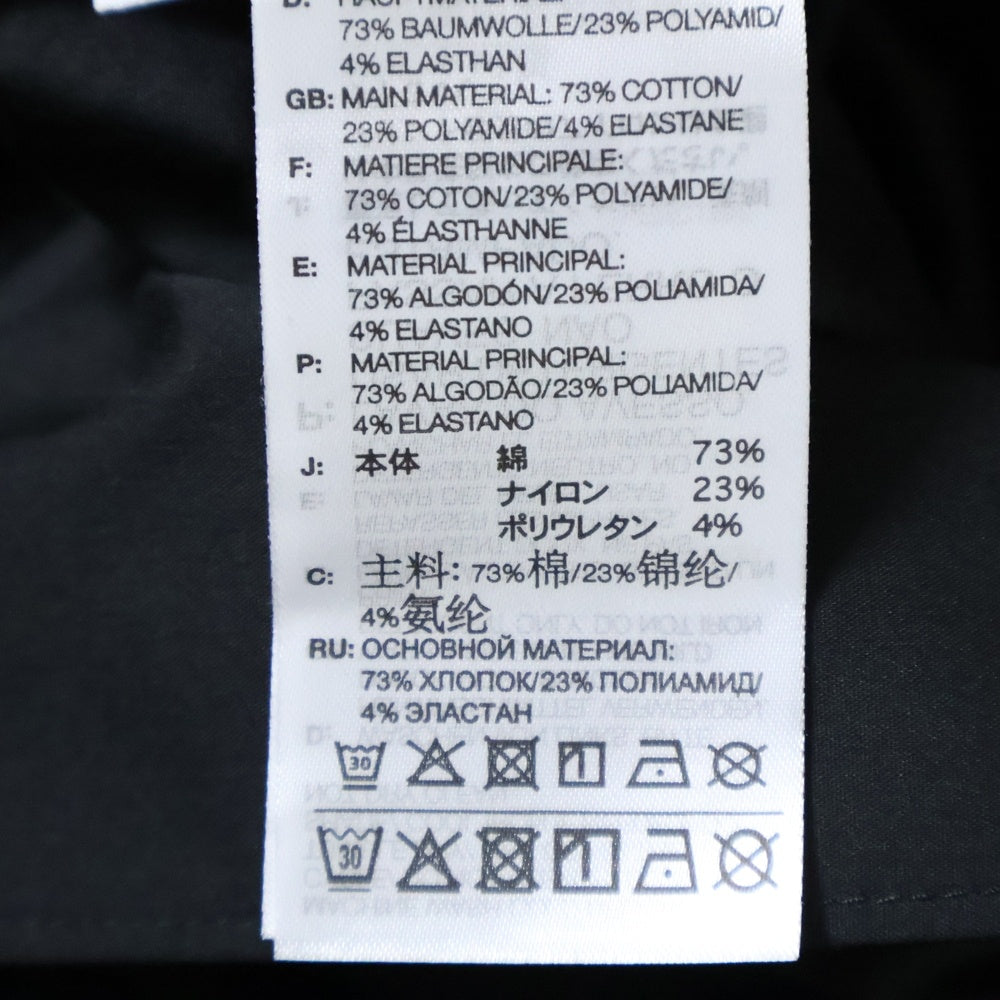 D: HAUPTMATERIAL:
73% BAUMWOLLE/23% POLYAMID/
4% ELASTHAN
GB: MAIN MATERIAL: 73% COTTON/
23% POLYAMIDE/4% ELASTANE
F: MATIERE PRINCIPALE:
73% COTON/23% POLYAMIDE/
4% ÉLASTHANNE
E: MATERIAL PRINCIPAL:
73% ALGODÓN/23% POLIAMIDA/
4% ELASTANO
P: MATERIAL PRINCIPAL:
73% ALGODÃO/23% POLIAMIDA/
4% ELASTANO
J: 本体 綿 73%
ナイロン 23%
ポリウレタン 4%
C: 主料: 73%棉/23%锦纶/
4%氨纶
RU: ОСНОВНОЙ МАТЕРИАЛ:
73% ХЛОПОК/23% ПОЛИАМИД/
4% ЭЛАСТАН
30
30